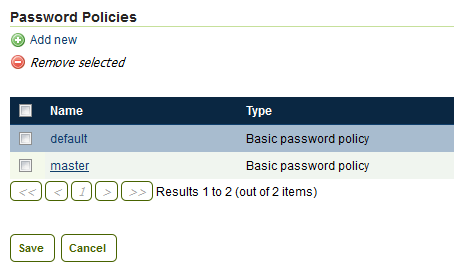 Password Policies
Add new
Remove selected
Name Type
default Basic password policy
master Basic password policy
<< < 1 > >> Results 1 to 2 (out of 2 items)
Save Cancel